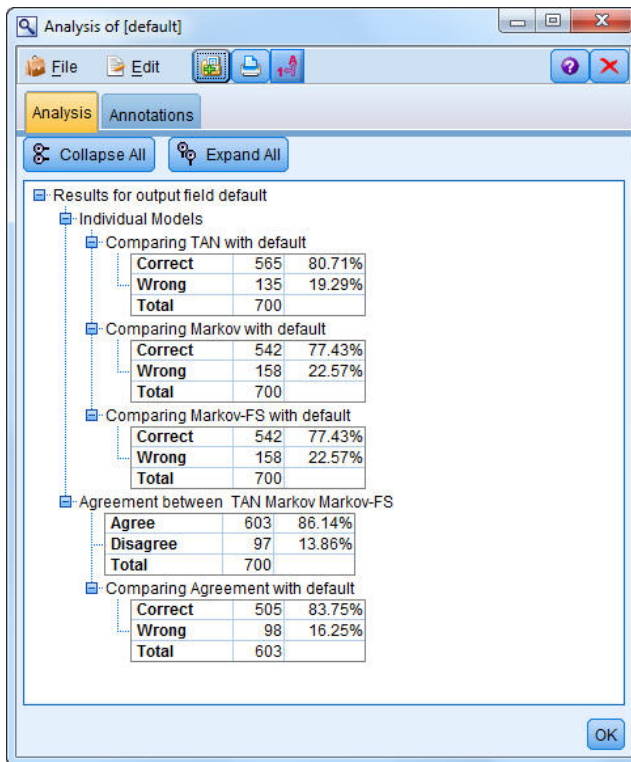 Analysis of [default]
File Edit
Analysis Annotations
Collapse All Expand All
Results for output field default
Individual Models
Comparing TAN with default
Correct 565 80.71%
Wrong 135 19.29%
Total 700
Comparing Markov with default
Correct 542 77.43%
Wrong 158 22.57%
Total 700
Comparing Markov-FS with default
Correct 542 77.43%
Wrong 158 22.57%
Total 700
Agreement between TAN Markov Markov-FS
Agree 603 86.14%
Disagree 97 13.86%
Total 700
Comparing Agreement with default
Correct 505 83.75%
Wrong 98 16.25%
Total 603
OK